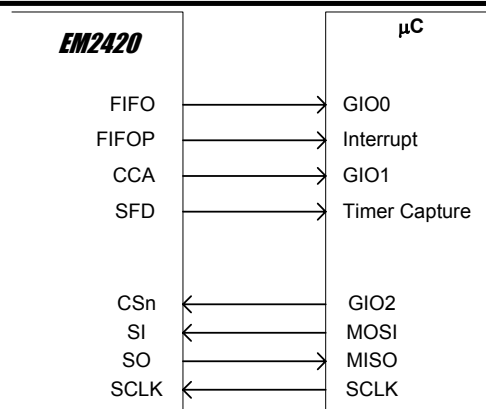 EM2420 µC
FIFO GIO0
FIFOP Interrupt
CCA GIO1
SFD Timer Capture
CSn GIO2
SI MOSI
SO MISO
SCLK SCLK